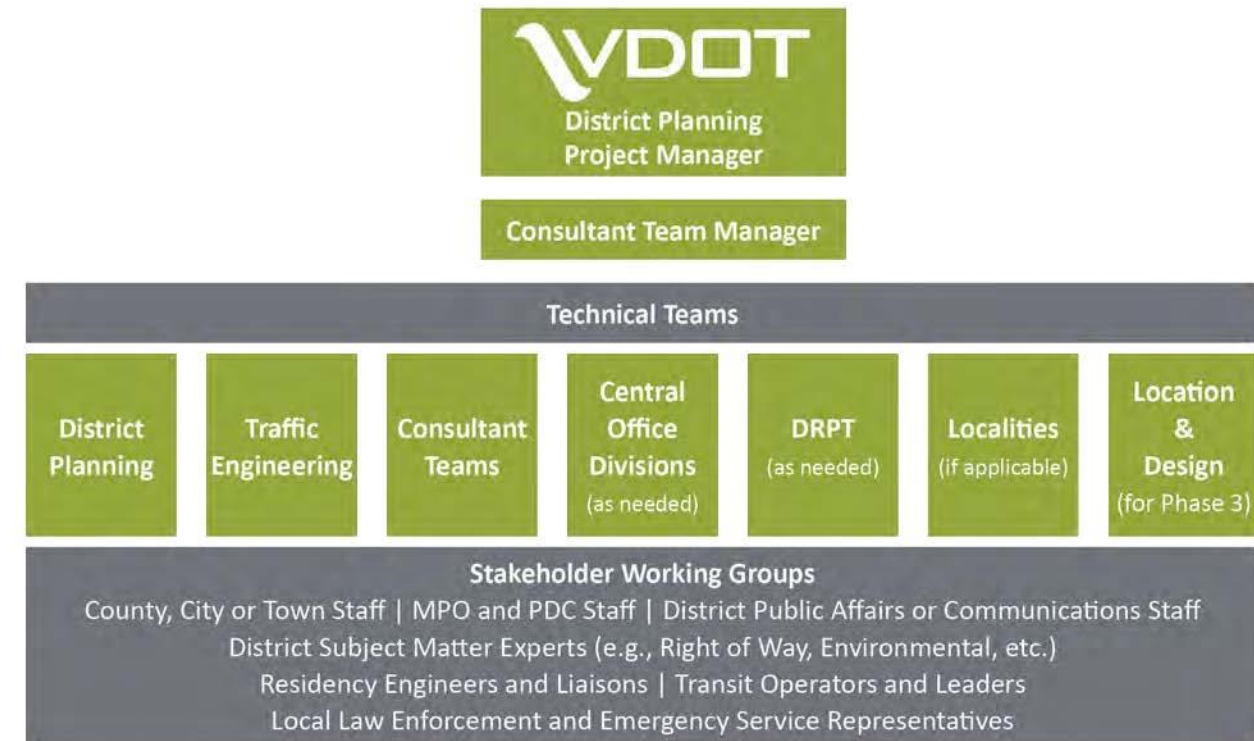 VDOT
District Planning
Project Manager
Consultant Team Manager
Technical Teams
District
Planning
Traffic
Engineering
Consultant
Teams
Central
Office
Divisions
(as needed)
DRPT
(as needed)
Localities
(if applicable)
Location
&
Design
(for Phase 3)
Stakeholder Working Groups
County, City or Town Staff | MPO and PDC Staff | District Public Affairs or Communications Staff
District Subject Matter Experts (e.g., Right of Way, Environmental, etc.)
Residency Engineers and Liaisons | Transit Operators and Leaders
Local Law Enforcement and Emergency Service Representatives